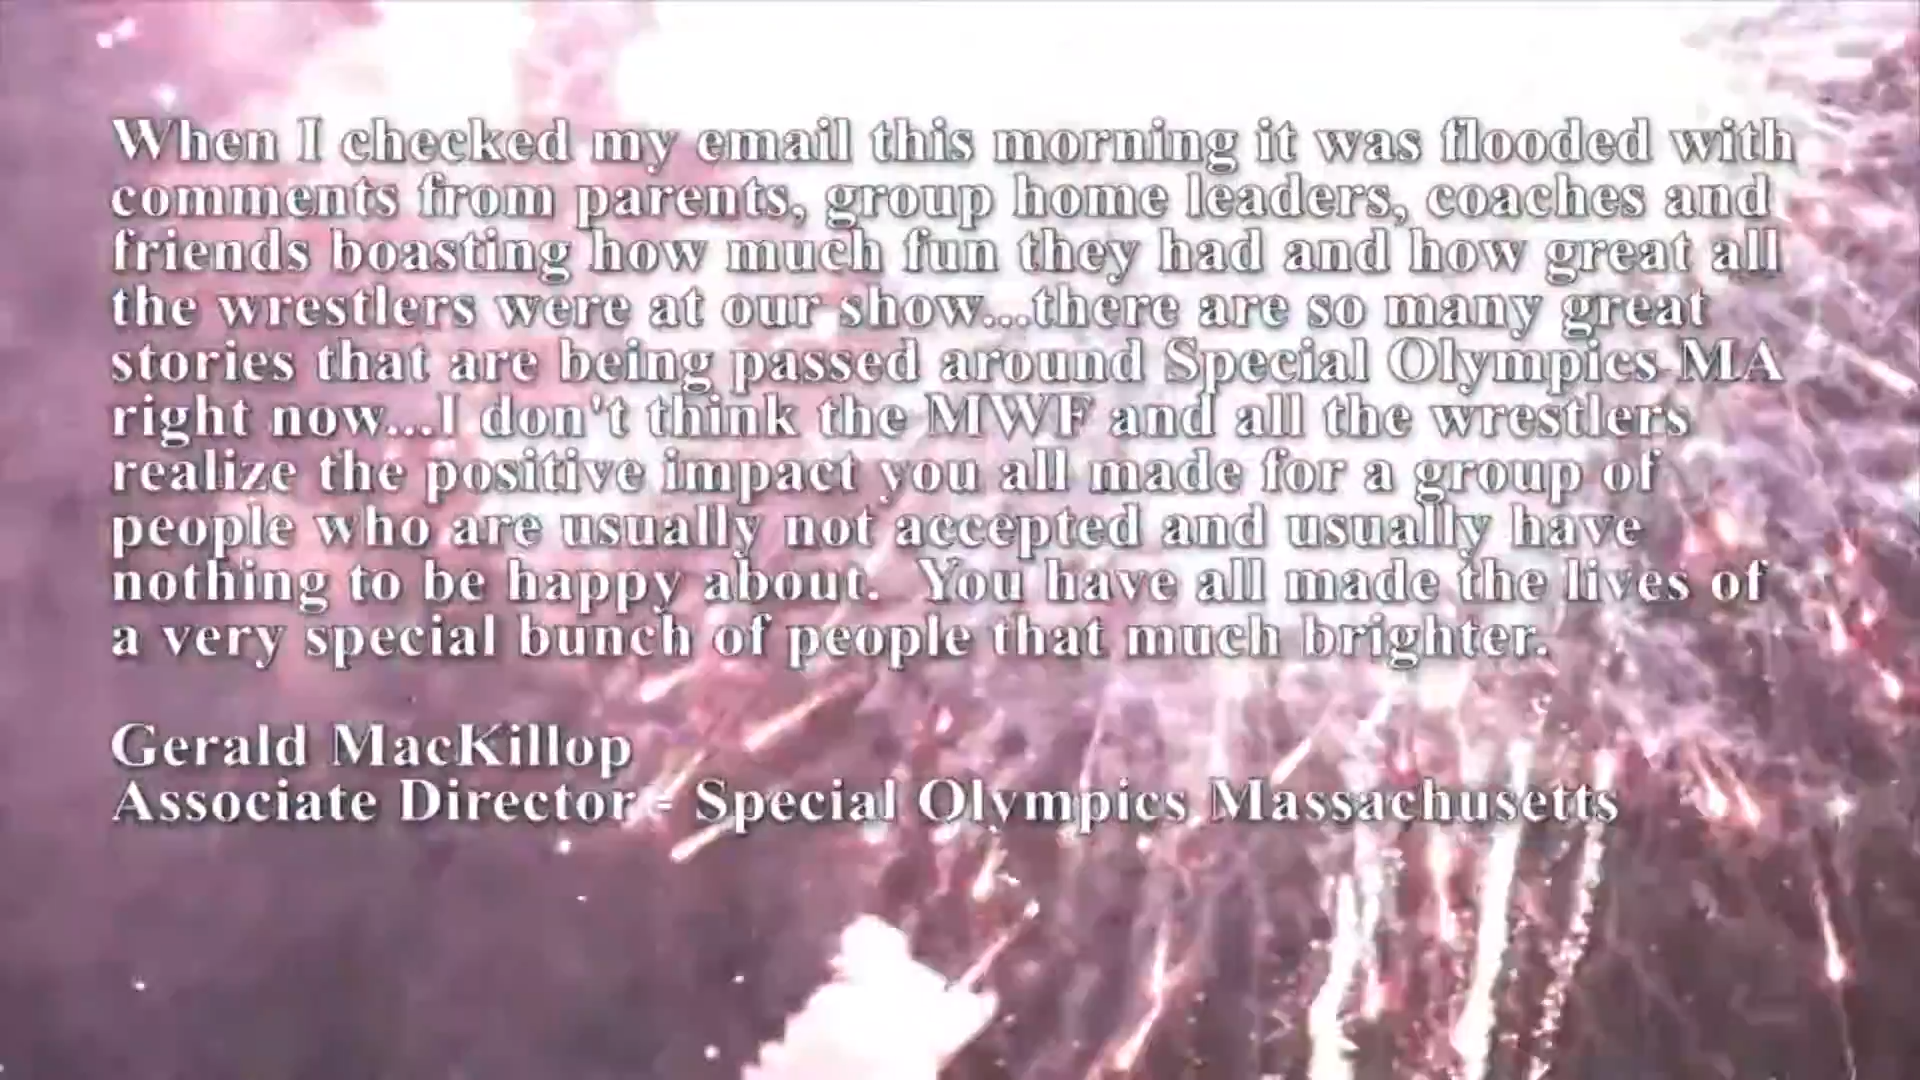 When I checked my email this morning it was flooded with
comments from parents, group home leaders, coaches and
friends boasting how much fun they had and how great all
the wrestlers were at our show...there are so many great
stories that are being passed around Special Olympics MA
right now...I don't think the MWF and all the wrestlers
realize the positive impact you all made for a group of
people who are usually not accepted and usually have
nothing to be happy about.  You have all made the lives of
a very special bunch of people that much brighter.

Gerald MacKillop
Associate Director - Special Olympics Massachusetts